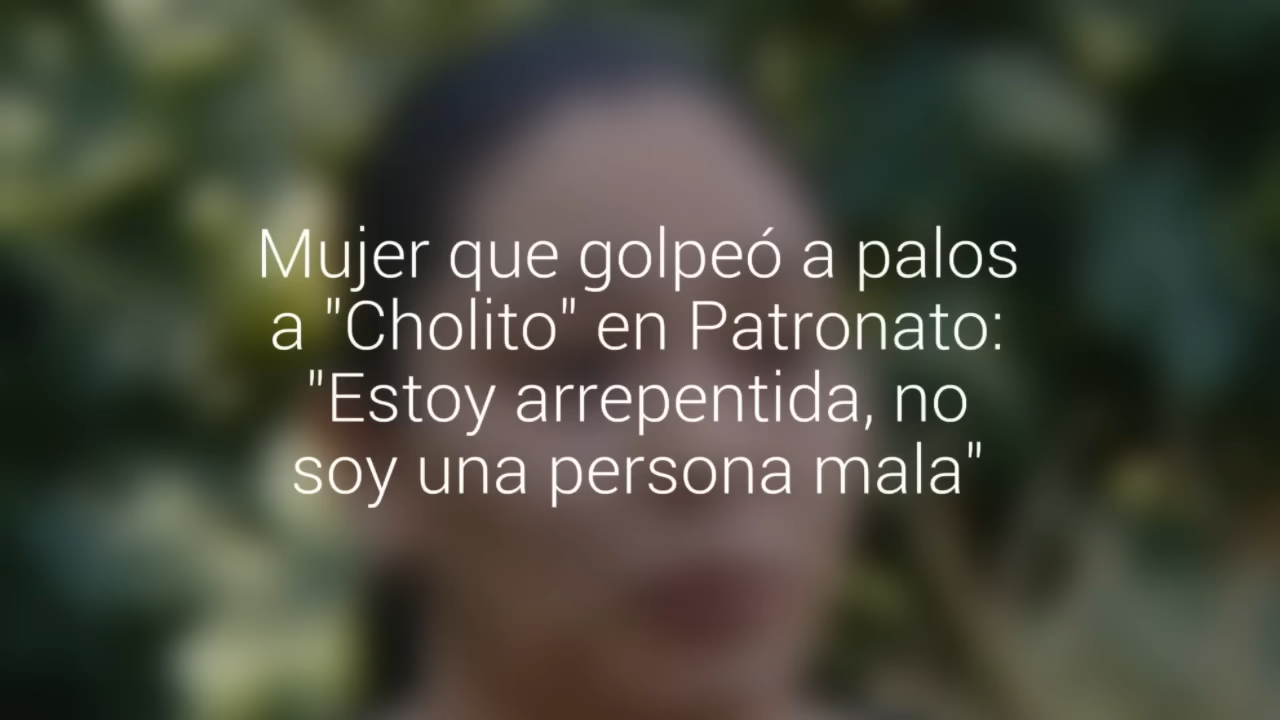 Mujer que golpeó a palos
a "Cholito" en Patronato:
"Estoy arrepentida, no
soy una persona mala"